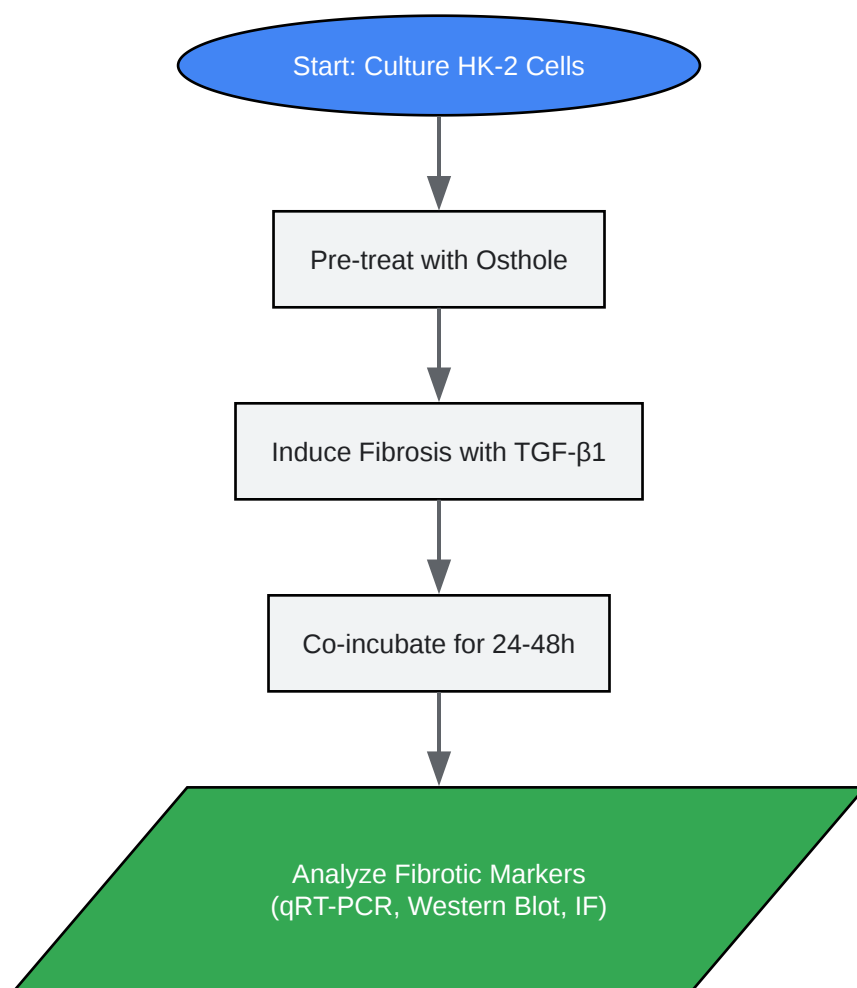 Start: Culture HK-2 Cells
Pre-treat with Osthole
Induce Fibrosis with TGF-β1
Co-incubate for 24-48h
Analyze Fibrotic Markers
(qRT-PCR, Western Blot, IF)